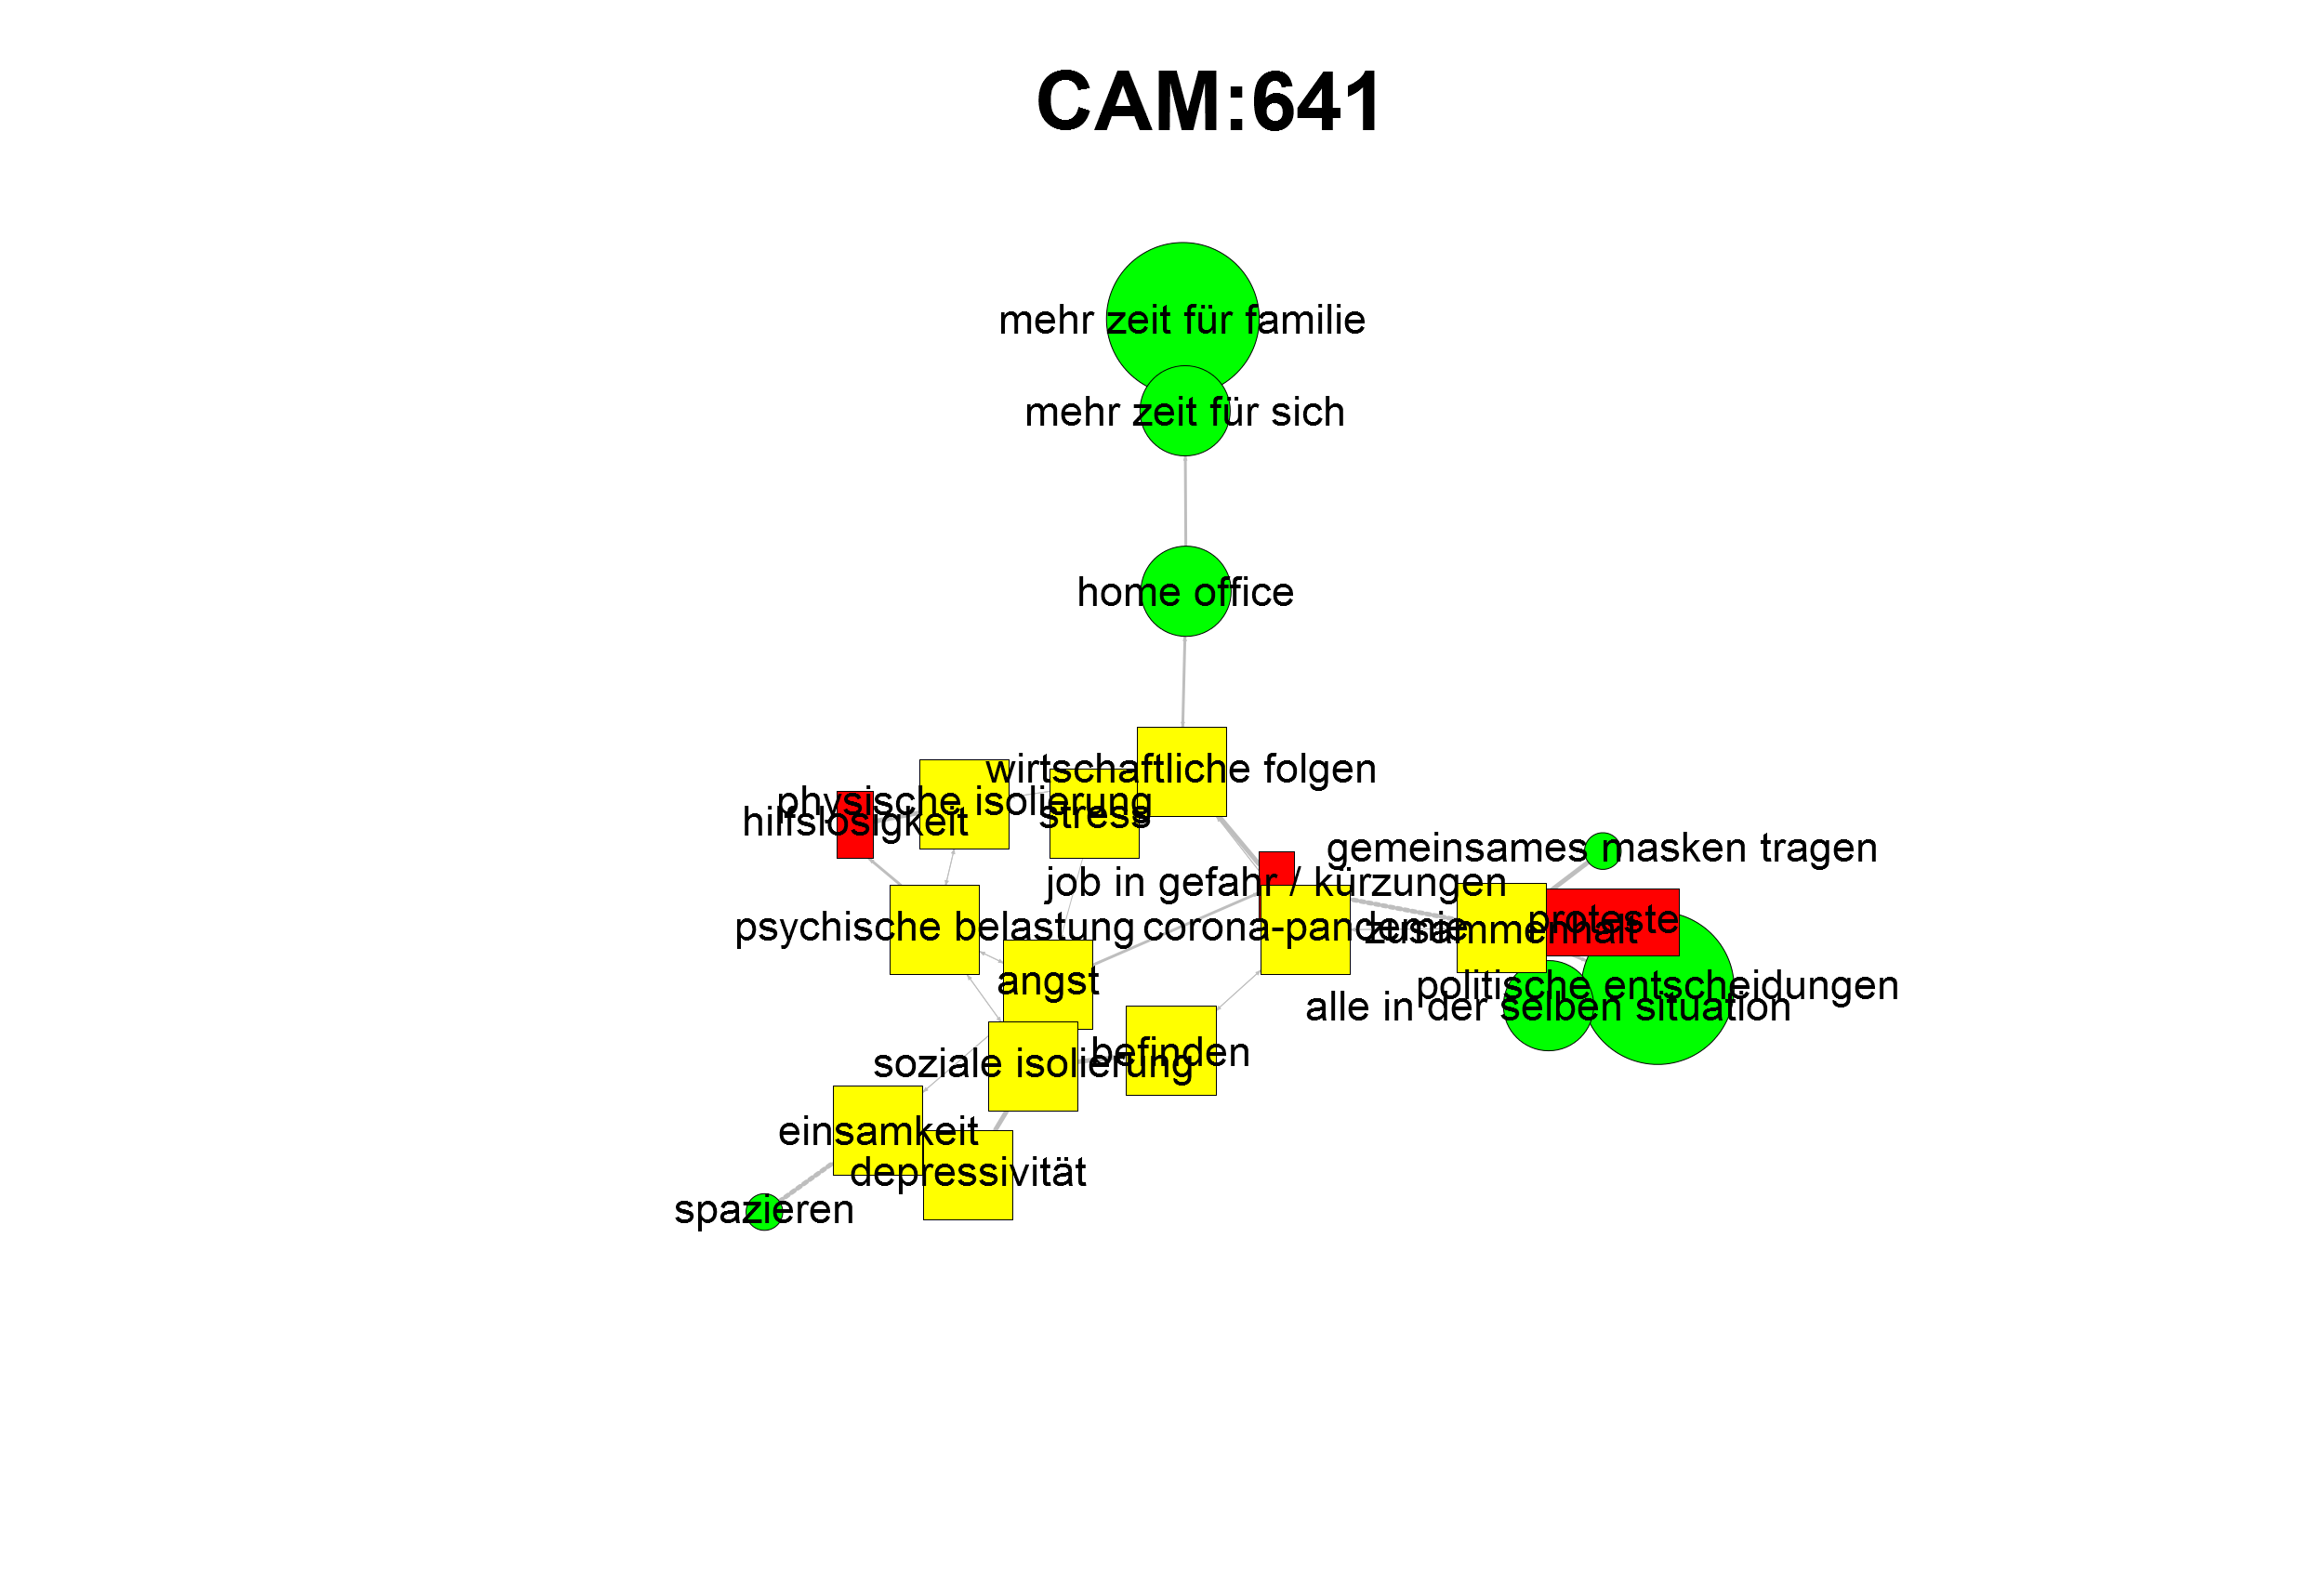 CAM:641
mehr zeit für familie
mehr zeit für sich
home office
wirtschaftliche folgen
physische isolierung
stress
hilfslosigkeit
gemeinsames masken tragen
job in gefahr / kürzungen
proteste
psychische belastung
corona-pandemie
zusammenhalt
angst
politische entscheidungen
alle in der selben situation
befinden
soziale isolierung
einsamkeit
depressivität
spazieren